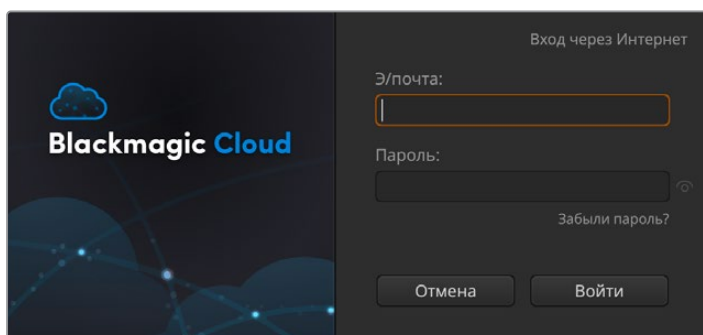 Blackmagic Cloud
Вход через Интернет
Э/почта:
Пароль:
Забыли пароль?
Отмена
Войти